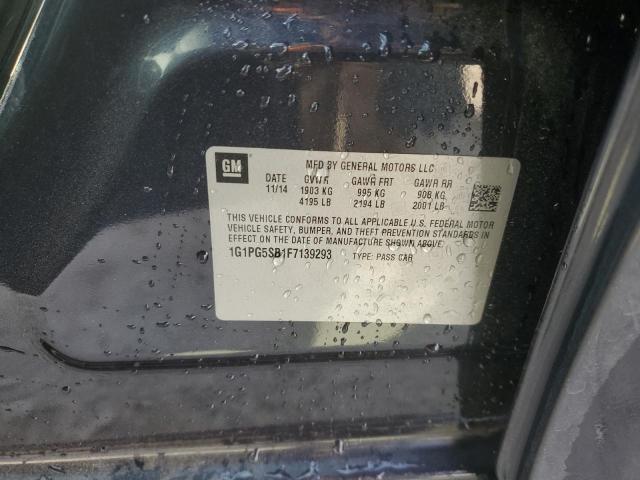 GM
MFD BY GENERAL MOTORS LLC
DATE GVWR GAWR FRT GAWR RR
11/14 1903 KG 995 KG 908 KG
4195 LB 2194 LB 2001 LB
THIS VEHICLE CONFORMS TO ALL APPLICABLE U.S. FEDERAL MOTOR
VEHICLE SAFETY, BUMPER, AND THEFT PREVENTION STANDARDS
IN EFFECT ON THE DATE OF MANUFACTURE SHOWN ABOVE.
1G1PG5SB1F7139293 TYPE: PASS CAR